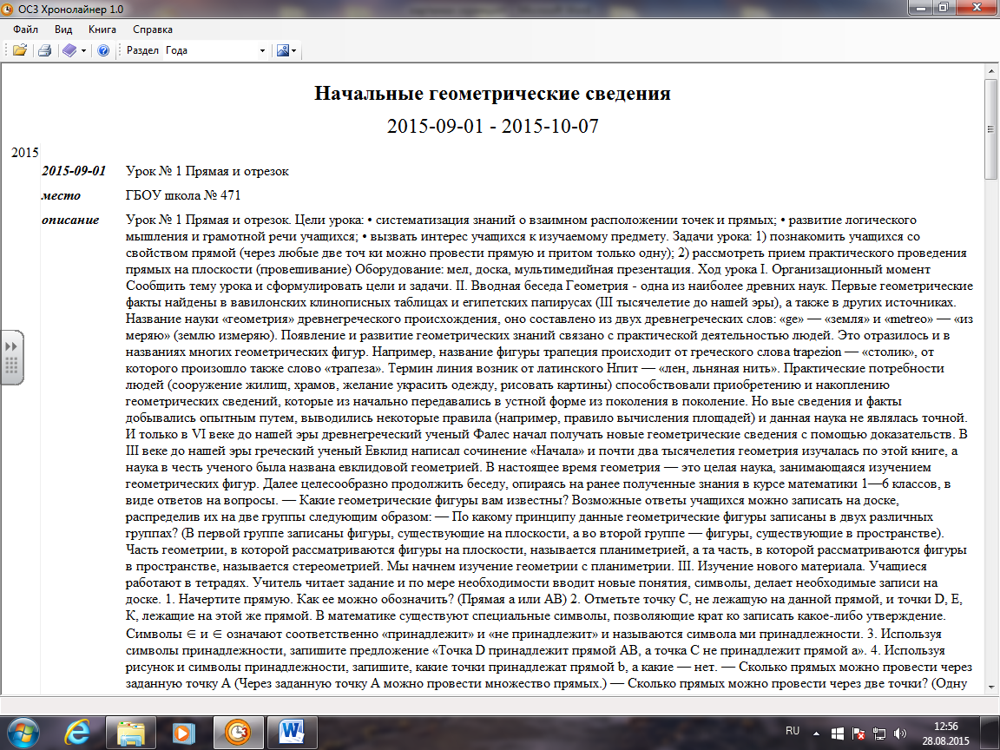 ОС3 Хронолайнер 1.0
Файл Вид Книга Справка
Раздел Года
Начальные геометрические сведения
2015-09-01 - 2015-10-07
2015
2015-09-01 Урок № 1 Прямая и отрезок
место ГБОУ школа № 471
описание Урок № 1 Прямая и отрезок. Цели урока: • систематизация знаний о взаимном расположении точек и прямых; • развитие логического
мышления и грамотной речи учащихся; • вызвать интерес учащихся к изучаемому предмету. Задачи урока: 1) познакомить учащихся со
свойством прямой (через любые две точ ки можно провести прямую и притом только одну); 2) рассмотреть прием практического проведения
прямых на плоскости (провешивание) Оборудование: мел, доска, мультимедийная презентация. Ход урока I. Организационный момент
Сообщить тему урока и сформулировать цели и задачи. II. Вводная беседа Геометрия - одна из наиболее древних наук. Первые геометрические
факты найдены в вавилонских клинописных таблицах и египетских папирусах (III тысячелетие до нашей эры), а также в других источниках.
Название науки «геометрия» древнегреческого происхождения, оно составлено из двух древнегреческих слов: «ge» — «земля» и «metreo» — «из
меряю» (землю измеряю). Появление и развитие геометрических знаний связано с практической деятельностью людей. Это отразилось и в
названиях многих геометрических фигур. Например, название фигуры трапеция происходит от греческого слова trapezion — «столик», от
которого произошло также слово «трапеза». Термин линия возник от латинского Нпит — «лен, льняная нить». Практические потребности
людей (сооружение жилищ, храмов, желание украсить одежду, рисовать картины) способствовали приобретению и накоплению
геометрических сведений, которые из начально передавались в устной форме из поколения в поколение. Но вые сведения и факты
добывались опытным путем, выводились некоторые правила (например, правило вычисления площадей) и данная наука не являлась точной.
И только в VI веке до нашей эры древнегреческий ученый Фалес начал получать новые геометрические сведения с помощью доказательств. В
III веке до нашей эры греческий ученый Евклид написал сочинение «Начала» и почти два тысячелетия геометрия изучалась по этой книге, а
наука в честь ученого была названа евклидовой геометрией. В настоящее время геометрия — это целая наука, занимающаяся изучением
геометрических фигур. Далее целесообразно продолжить беседу, опираясь на ранее полученные знания в курсе математики 1—6 классов, в
виде ответов на вопросы. — Какие геометрические фигуры вам известны? Возможные ответы учащихся можно записать на доске,
распределив их на две группы следующим образом: — По какому принципу данные геометрические фигуры записаны в двух различных
группах? (В первой группе записаны фигуры, существующие на плоскости, а во второй группе — фигуры, существующие в пространстве).
Часть геометрии, в которой рассматриваются фигуры на плоскости, называется планиметрией, а та часть, в которой рассматриваются фигуры
в пространстве, называется стереометрией. Мы начнем изучение геометрии с планиметрии. III. Изучение нового материала. Учащиеся
работают в тетрадях. Учитель читает задание и по мере необходимости вводит новые понятия, символы, делает необходимые записи на
доске. 1. Начертите прямую. Как ее можно обозначить? (Прямая а или АВ) 2. Отметьте точку С, не лежащую на данной прямой, и точки D, Е,
К, лежащие на этой же прямой. В математике существуют специальные символы, позволяющие крат ко записать какое-либо утверждение.
Символы ∈ и ∈ означают соответственно «принадлежит» и «не принадлежит» и называются символа ми принадлежности. 3. Используя
символы принадлежности, запишите предложение «Точка D принадлежит прямой АВ, а точка С не принадлежит прямой а». 4. Используя
рисунок и символы принадлежности, запишите, какие точки принадлежат прямой b, а какие — нет. — Сколько прямых можно провести через
заданную точку А (Через заданную точку А можно провести множество прямых.) — Сколько прямых можно провести через две точки? (Одну
RU
12:56
28.08.2015